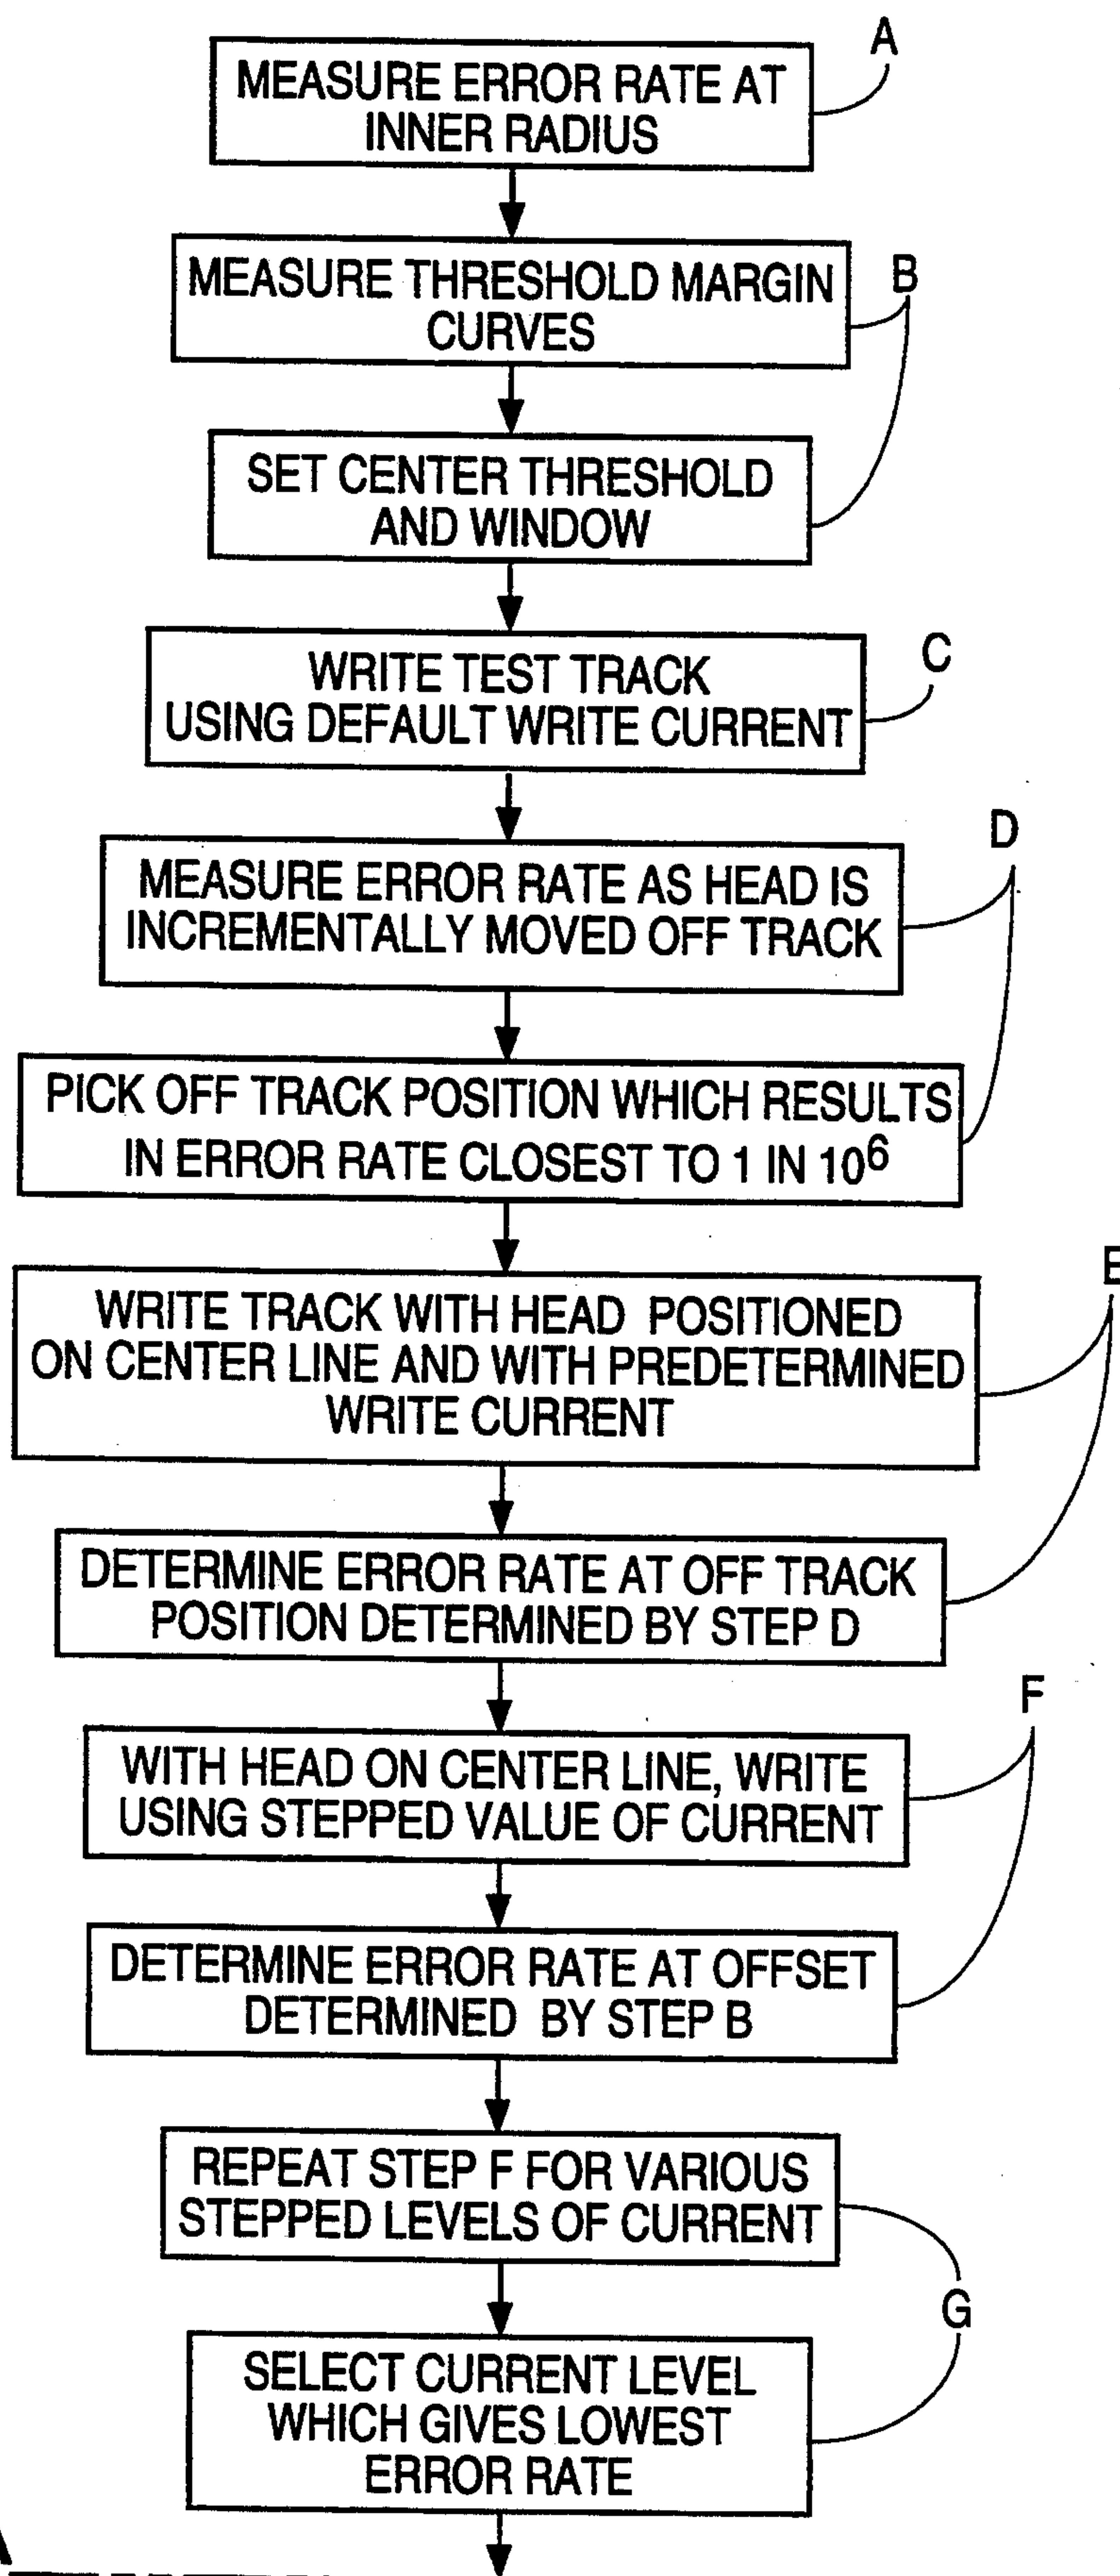 A
MEASURE ERROR RATE AT
INNER RADIUS
B
MEASURE THRESHOLD MARGIN
CURVES
SET CENTER THRESHOLD
AND WINDOW
C
WRITE TEST TRACK
USING DEFAULT WRITE CURRENT
D
MEASURE ERROR RATE AS HEAD IS
INCREMENTALLY MOVED OFF TRACK
PICK OFF TRACK POSITION WHICH RESULTS
IN ERROR RATE CLOSEST TO 1 IN 10⁶
E
WRITE TRACK WITH HEAD POSITIONED
ON CENTER LINE AND WITH PREDETERMINED
WRITE CURRENT
DETERMINE ERROR RATE AT OFF TRACK
POSITION DETERMINED BY STEP D
F
WITH HEAD ON CENTER LINE, WRITE
USING STEPPED VALUE OF CURRENT
DETERMINE ERROR RATE AT OFFSET
DETERMINED BY STEP B
REPEAT STEP F FOR VARIOUS
STEPPED LEVELS OF CURRENT
G
SELECT CURRENT LEVEL
WHICH GIVES LOWEST
ERROR RATE